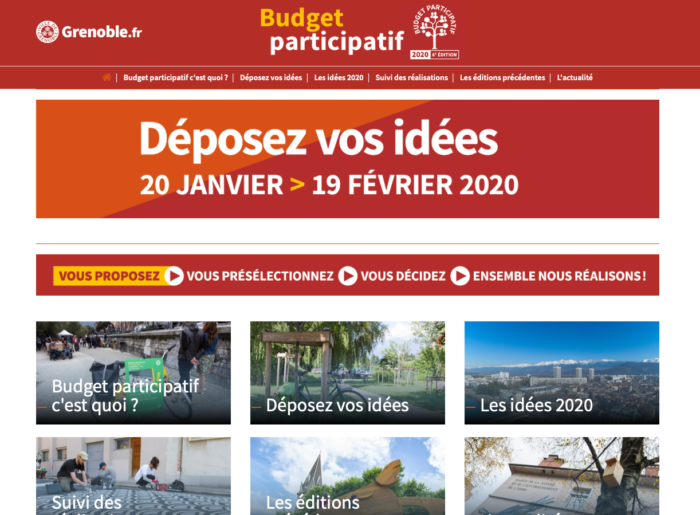 Grenoble.fr
Budget
participatif
BUDGET PARTICIPATIF
2020 6e ÉDITION
Budget participatif c'est quoi ? | Déposez vos idées | Les idées 2020 | Suivi des réalisations | Les éditions précédentes | L'actualité
Déposez vos idées
20 JANVIER > 19 FÉVRIER 2020
VOUS PROPOSEZ VOUS PRÉSÉLECTIONNEZ VOUS DÉCIDEZ ENSEMBLE NOUS RÉALISONS !
Budget participatif
c'est quoi ?
Déposez vos idées
Les idées 2020
Suivi des
Les éditions